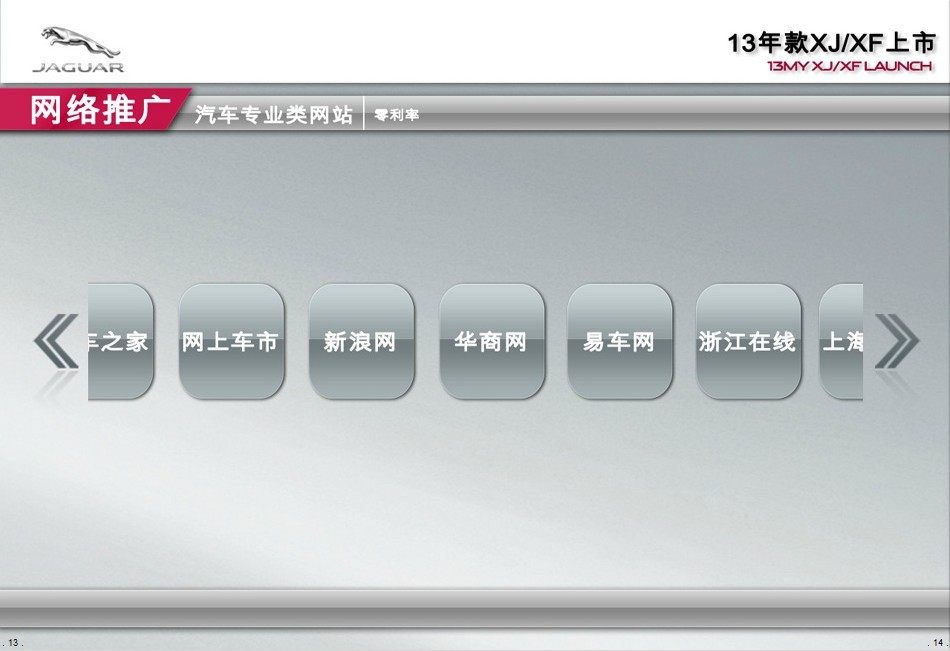 JAGUAR
13年款XJ/XF上市
13MY XJ/XF LAUNCH
网络推广
汽车专业类网站
零利率
车之家
网上车市
新浪网
华商网
易车网
浙江在线
上海
. 13 .
. 14 .